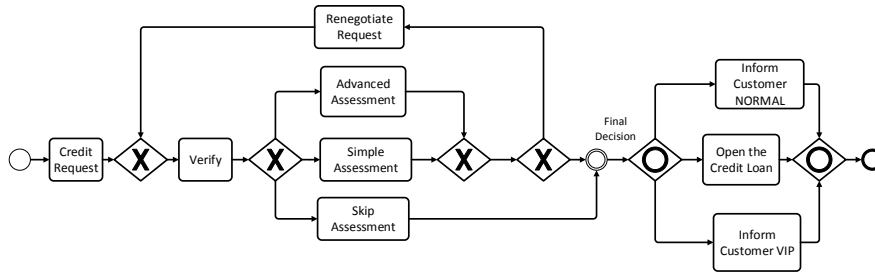 Renegotiate
Request
Advanced
Assessment
Inform
Customer
NORMAL
Final
Decision
Credit
Request
X
Verify
X
Simple
Assessment
X
X
Open the
Credit Loan
Skip
Assessment
Inform
Customer VIP